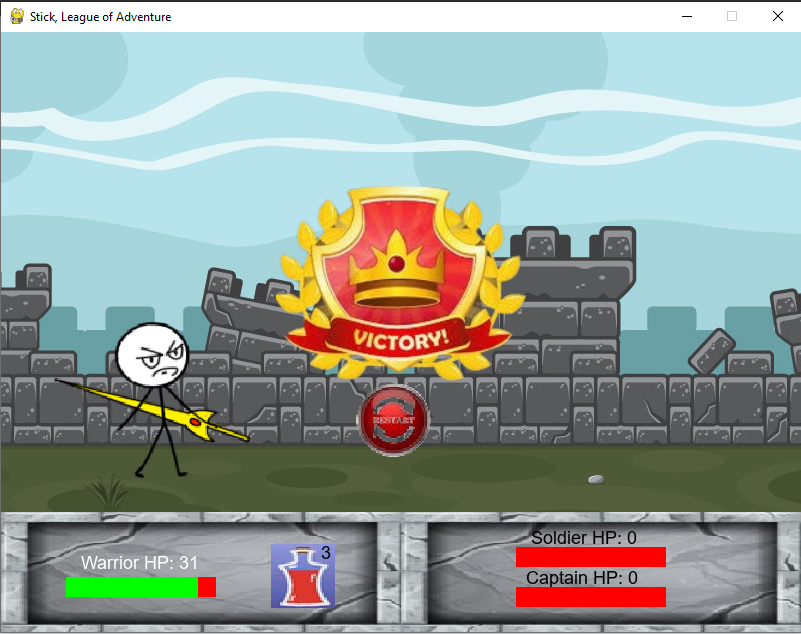 Stick, League of Adventure
VICTORY!
RESTART
Warrior HP: 31
3
Soldier HP: 0
Captain HP: 0